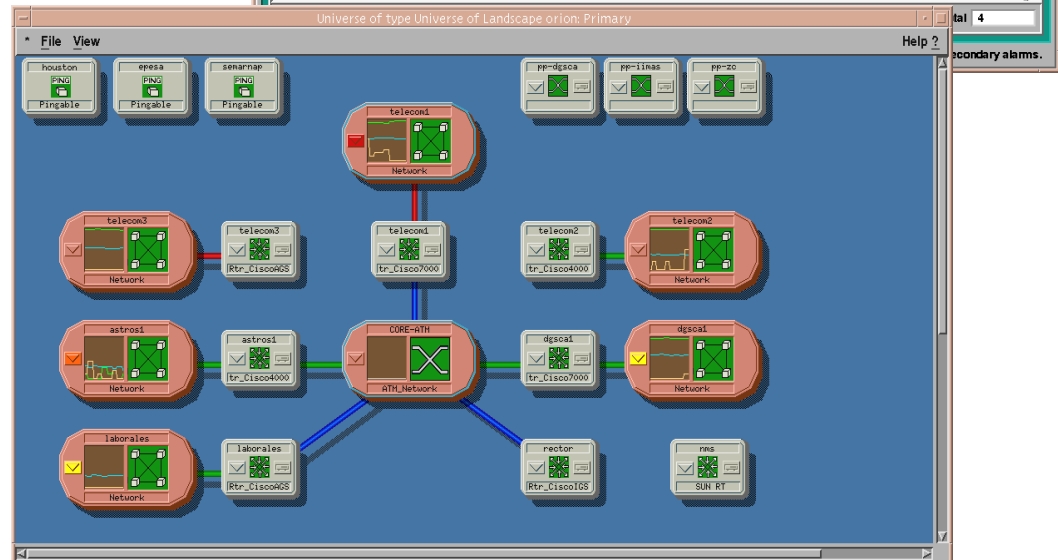 Universe of type Universe of Landscape orion: Primary
tal 4
econdary alarms.
* File View Help ?
houston
PING
Pingable
epesa
PING
Pingable
semarnap
PING
Pingable
pp-dgsca
pp-iimas
pp-zc
telecom1
Network
telecom3
Network
telecom3
Rtr_CiscoAGS
telecom1
tr_Cisco7000
telecom2
tr_Cisco4000
telecom2
Network
astros1
Network
astros1
tr_Cisco4000
CORE-ATM
ATM_Network
dgsca1
tr_Cisco7000
dgsca1
Network
laborales
Network
laborales
Rtr_CiscoAGS
rector
Rtr_CiscoIGS
nms
SUN RT